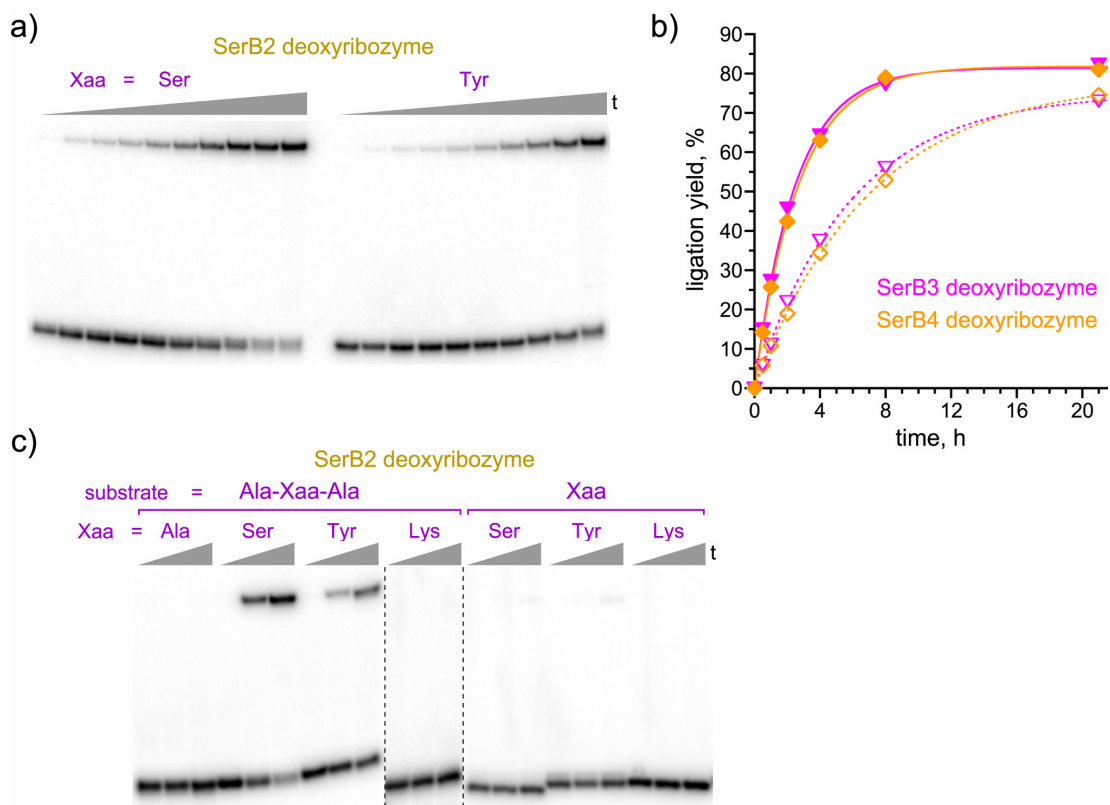 a)
SerB2 deoxyribozyme
Xaa = Ser Tyr
t
b)
90
80
70
60
50
40
30
20
10
0
ligation yield, %
SerB3 deoxyribozyme
SerB4 deoxyribozyme
0 4 8 12 16 20
time, h
c)
SerB2 deoxyribozyme
substrate = Ala-Xaa-Ala Xaa
Xaa = Ala Ser Tyr Lys Ser Tyr Lys
t